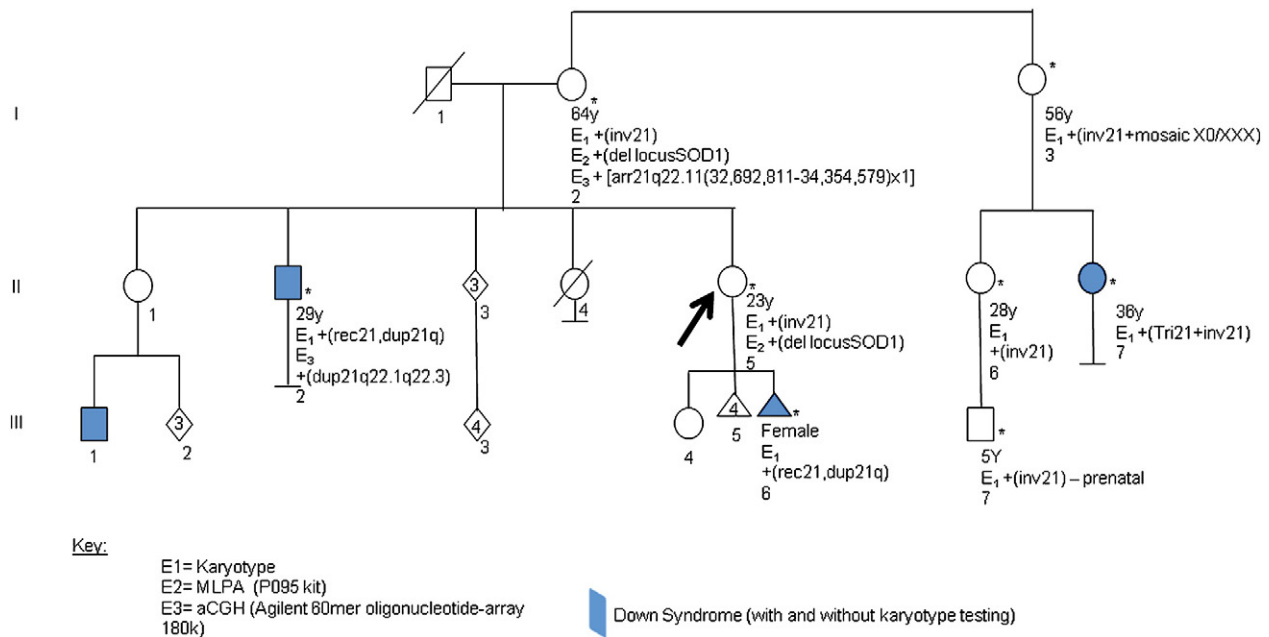 I
1
*
64y
E1 +(inv21)
E2 +(del locusSOD1)
E3 + [arr21q22.11(32,692,811-34,354,579)x1]
2
*
56y
E1 +(inv21+mosaic X0/XXX)
3
II
1
*
29y
E1 +(rec21,dup21q)
E3
+(dup21q22.1q22.3)
2
3
3
4
*
23y
E1 +(inv21)
E2 +(del locusSOD1)
5
*
28y
E1
+(inv21)
6
*
36y
E1 +(Tri21+inv21)
7
III
1
3
2
4
3
4
4
5
*
Female
E1
+(rec21,dup21q)
6
*
5Y
E1 +(inv21) – prenatal
7
Key:
E1= Karyotype
E2= MLPA (P095 kit)
E3= aCGH (Agilent 60mer oligonucleotide-array
180k)
Down Syndrome (with and without karyotype testing)